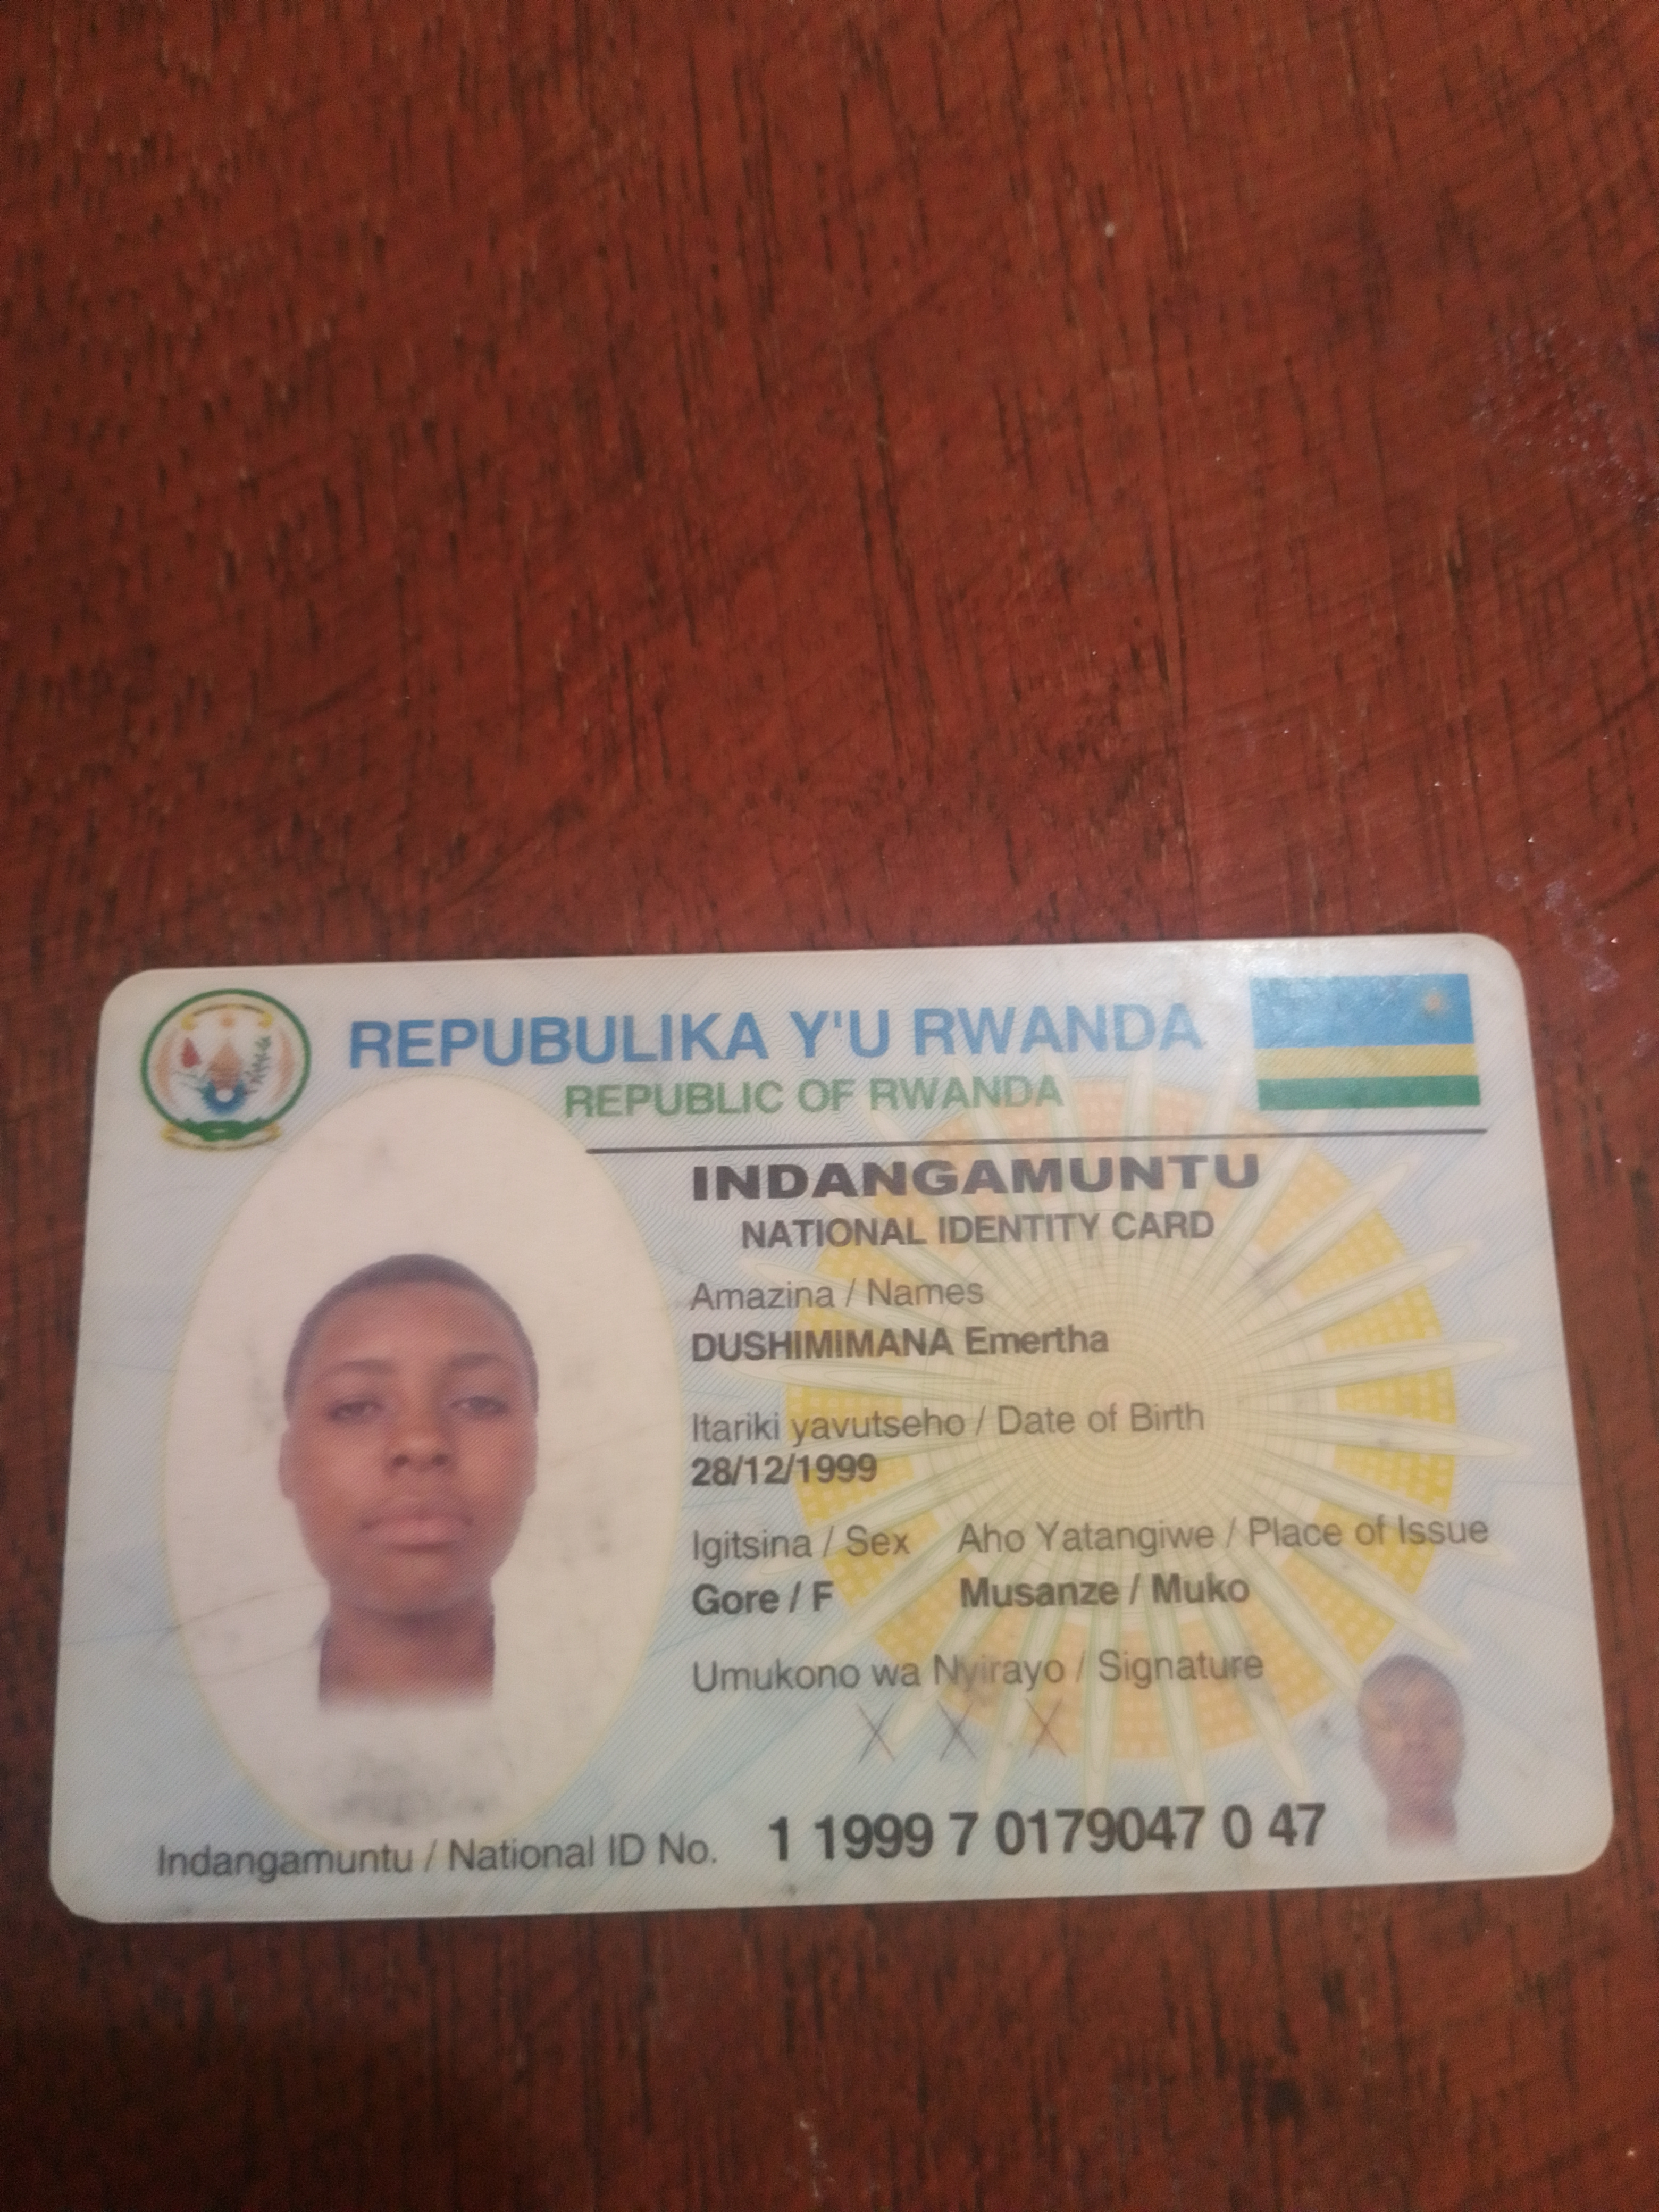 REPUBULIKA Y'U RWANDA
REPUBLIC OF RWANDA
INDANGAMUNTU
NATIONAL IDENTITY CARD
Amazina / Names
DUSHIMIMANA Emertha
Itariki yavutseho / Date of Birth
28/12/1999
Igitsina / Sex Aho Yatangiwe / Place of Issue
Gore / F Musanze / Muko
Umukono wa Nyirayo / Signature
X X X
Indangamuntu / National ID No. 1 1999 7 0179047 0 47